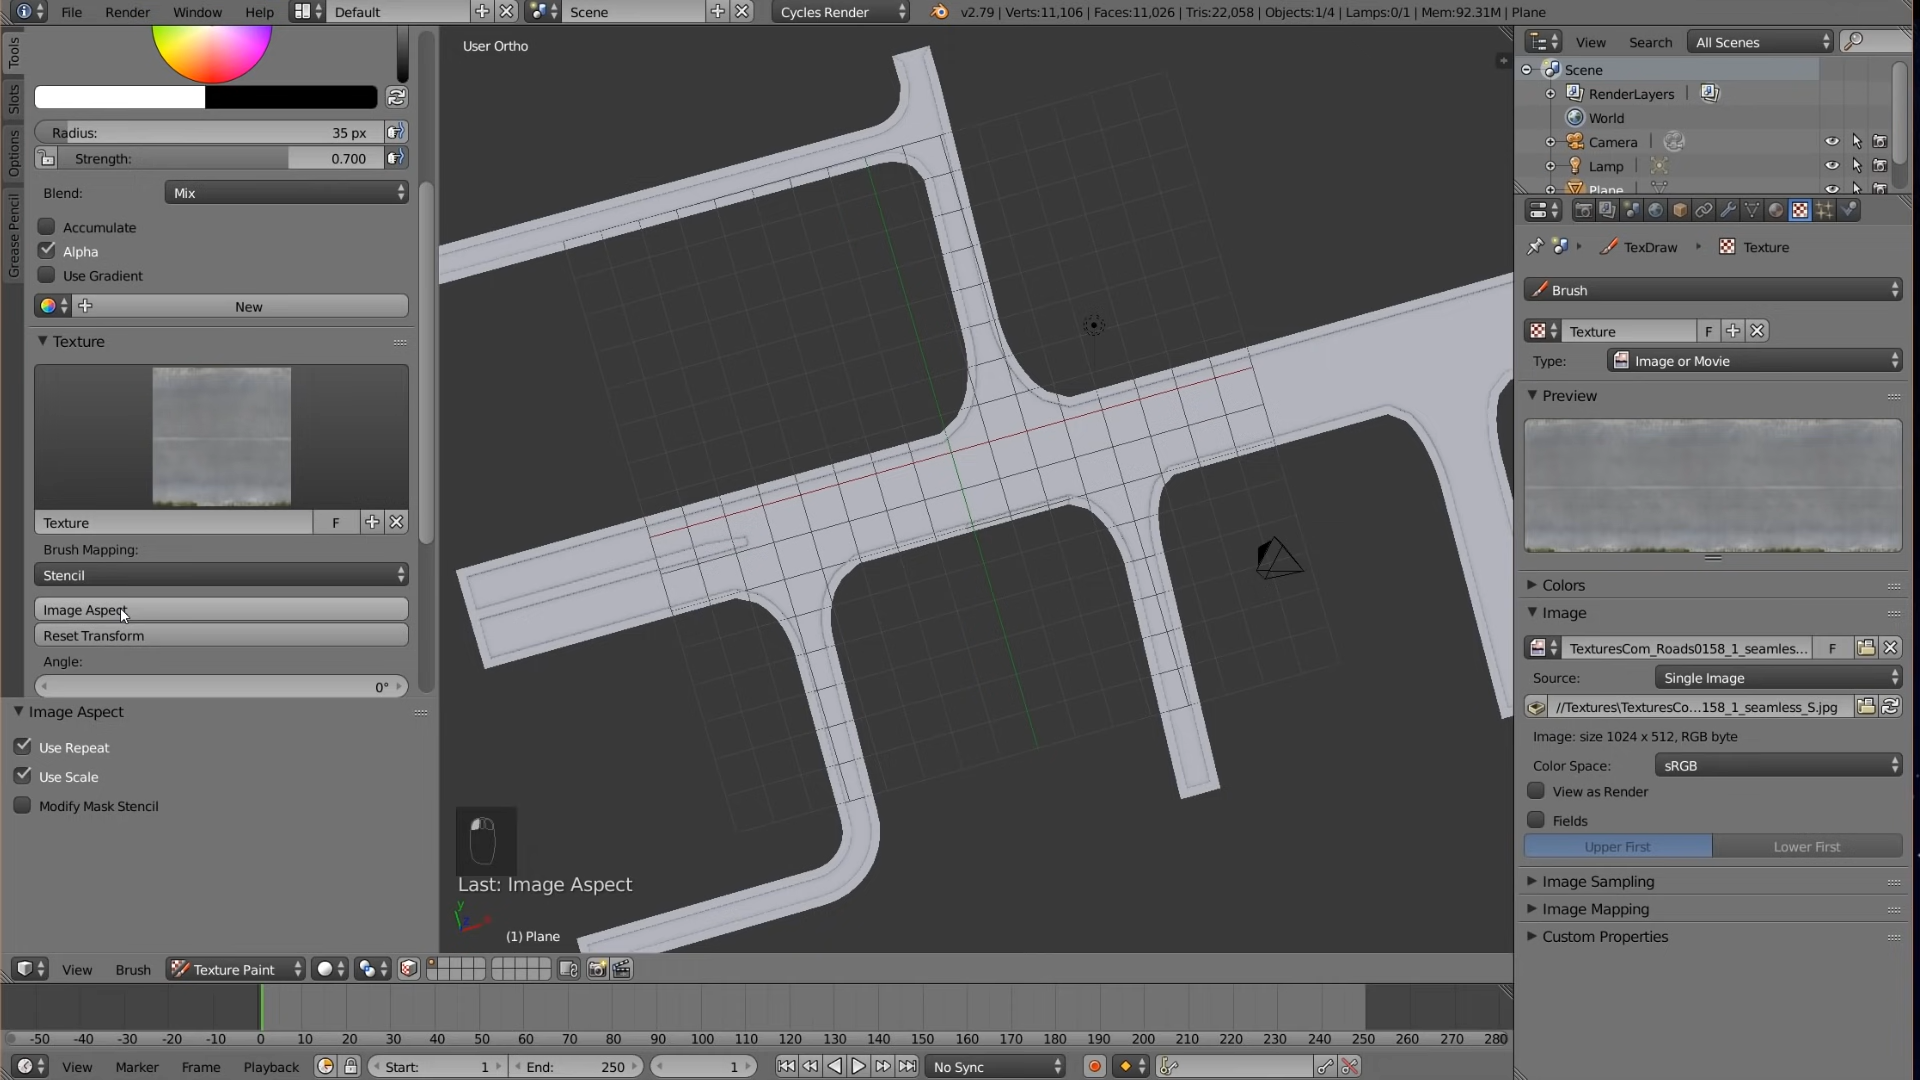 File Render Window Help Default Scene Cycles Render v2.79 | Verts:11,106 | Faces:11,026 | Tris:22,058 | Objects:1/4 | Lamps:0/1 | Mem:92.31M | Plane
Tools
Slots
Options
Grease Pencil
Radius: 35 px
Strength: 0.700
Blend: Mix
Accumulate
Alpha
Use Gradient
New
Texture
Texture F
Brush Mapping:
Stencil
Image Aspect
Reset Transform
Angle:
0°
Image Aspect
Use Repeat
Use Scale
Modify Mask Stencil
User Ortho
Last: Image Aspect
y
z
(1) Plane
View Brush Texture Paint
View Search All Scenes
Scene
RenderLayers
World
Camera
Lamp
Plane
TexDraw Texture
Brush
Texture F
Type: Image or Movie
Preview
Colors
Image
TexturesCom_Roads0158_1_seamles... F
Source: Single Image
//Textures\TexturesCo...158_1_seamless_S.jpg
Image: size 1024 x 512, RGB byte
Color Space: sRGB
View as Render
Fields
Upper First Lower First
Image Sampling
Image Mapping
Custom Properties
-50 -40 -30 -20 -10 0 10 20 30 40 50 60 70 80 90 100 110 120 130 140 150 160 170 180 190 200 210 220 230 240 250 260 270 280
View Marker Frame Playback Start: 1 End: 250 1 No Sync